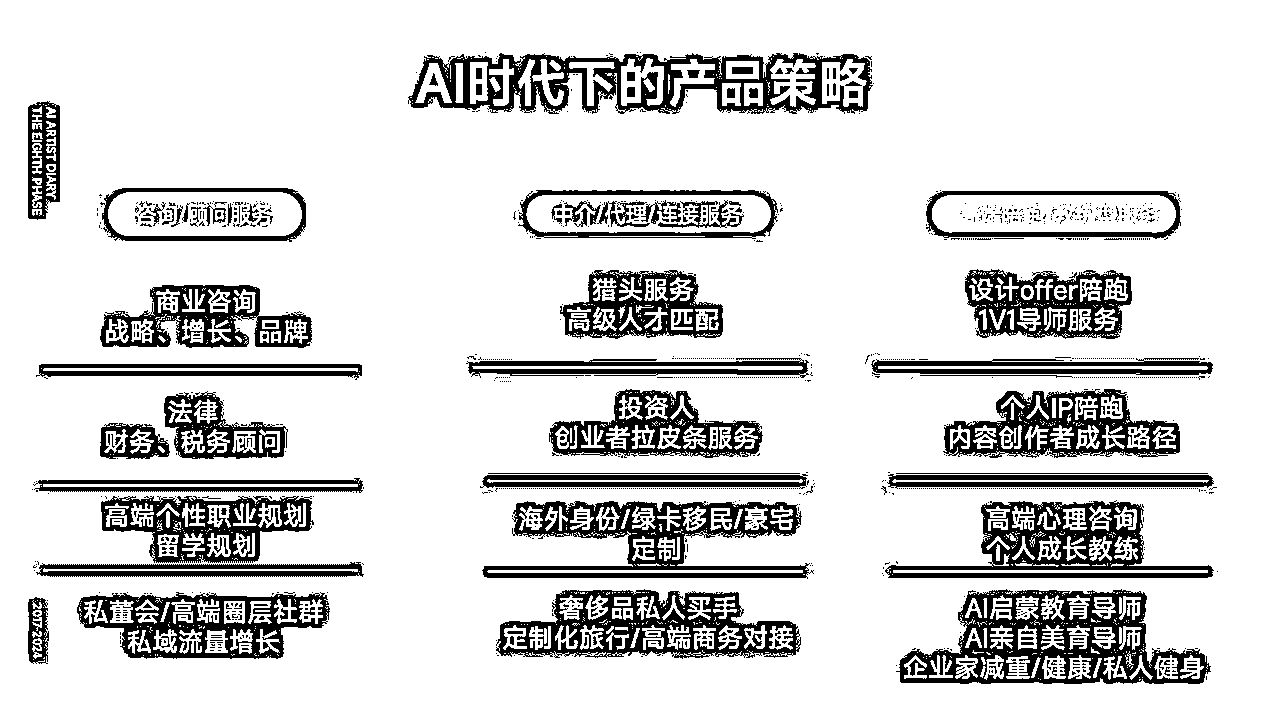 AI时代下的产品策略
AI ARTIST DIARY
THE EIGHTH PHASE
咨询/顾问服务
商业咨询
战略、增长、品牌
法律
财务、税务顾问
高端个性职业规划
留学规划
私董会/高端圈层社群
私域流量增长
中介/代理/连接服务
猎头服务
高级人才匹配
投资人
创业者拉皮条服务
海外身份/绿卡移民/豪宅
定制
奢侈品私人买手
定制化旅行/高端商务对接
设计offer陪跑
1V1导师服务
个人IP陪跑
内容创作者成长路径
高端心理咨询
个人成长教练
AI启蒙教育导师
AI亲自美育导师
企业家减重/健康/私人健身
2017-2024